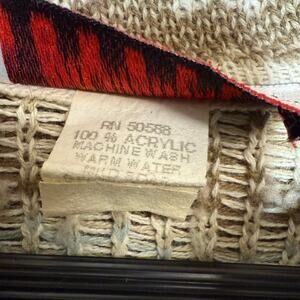 RN 50588
100 % ACRYLIC
MACHINE WASH
WARM WATER